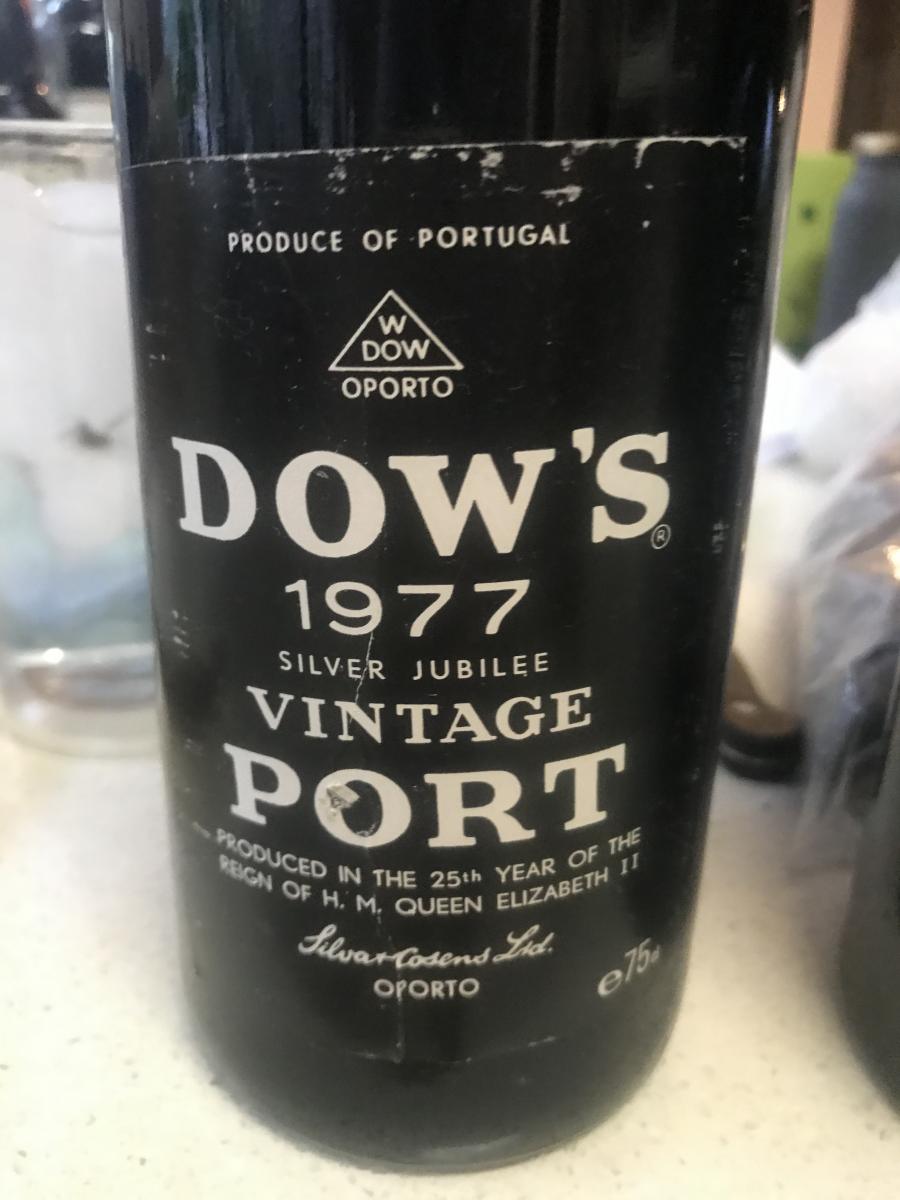 PRODUCE OF PORTUGAL
W
DOW
OPORTO
DOW'S ®
1977
SILVER JUBILEE
VINTAGE
PORT
PRODUCED IN THE 25th YEAR OF THE
REIGN OF H. M. QUEEN ELIZABETH II
Silva & Cosens Ltd.
OPORTO
e 75cl